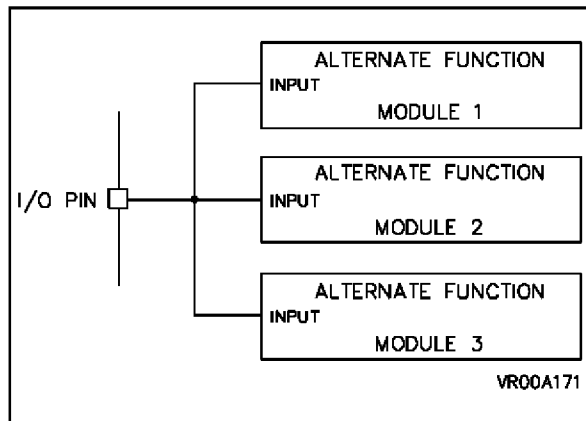 ALTERNATE FUNCTION
INPUT
MODULE 1
I/O PIN
ALTERNATE FUNCTION
INPUT
MODULE 2
ALTERNATE FUNCTION
INPUT
MODULE 3
VR00A171